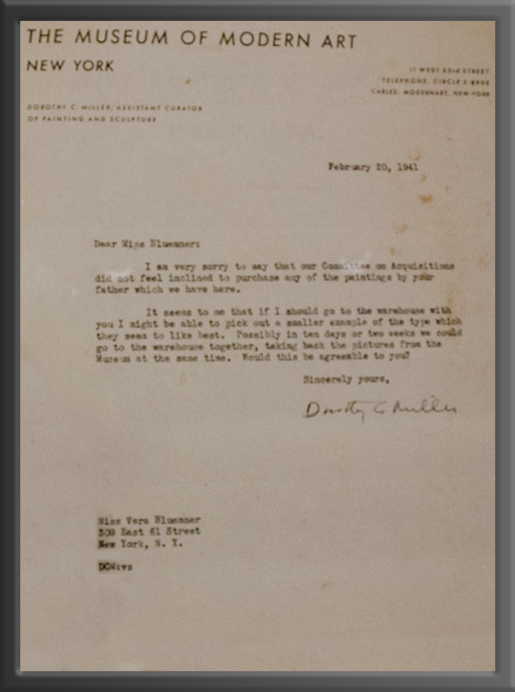 THE MUSEUM OF MODERN ART
NEW YORK
11 WEST 53rd STREET
TELEPHONE: CIRCLE 5-8900
CABLES: MODERNART, NEW-YORK
DOROTHY C. MILLER, ASSISTANT CURATOR
OF PAINTING AND SCULPTURE
February 20, 1941
Dear Miss Bluemner:
I am very sorry to say that our Committee on Acquisitions
did not feel inclined to purchase any of the paintings by your
father which we have here.
It seems to me that if I should go to the warehouse with
you I might be able to pick out a smaller example of the type which
they seem to like best. Possibly in ten days or two weeks we could
go to the warehouse together, taking back the pictures from the
Museum at the same time. Would this be agreeable to you?
Sincerely yours,
Dorothy C Miller
Miss Vera Bluemner
309 East 61 Street
New York, N. Y.
DCM:vs